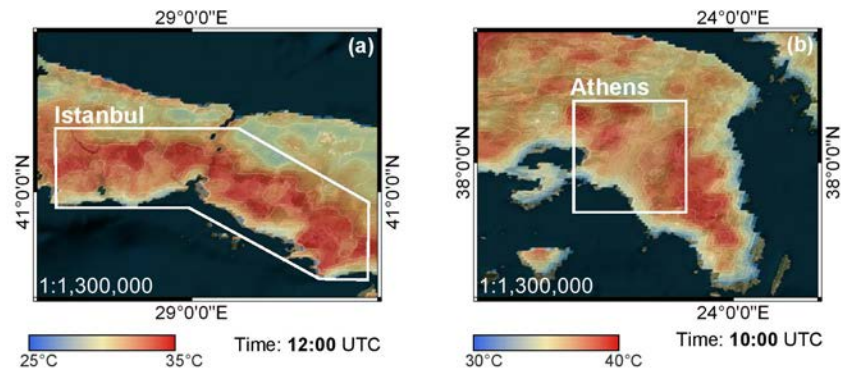 29°0'0"E
24°0'0"E
(a)
(b)
Istanbul
Athens
41°0'0"N
41°0'0"N
38°0'0"N
38°0'0"N
1:1,300,000
1:1,300,000
29°0'0"E
24°0'0"E
25°C
35°C
Time: 12:00 UTC
30°C
40°C
Time: 10:00 UTC